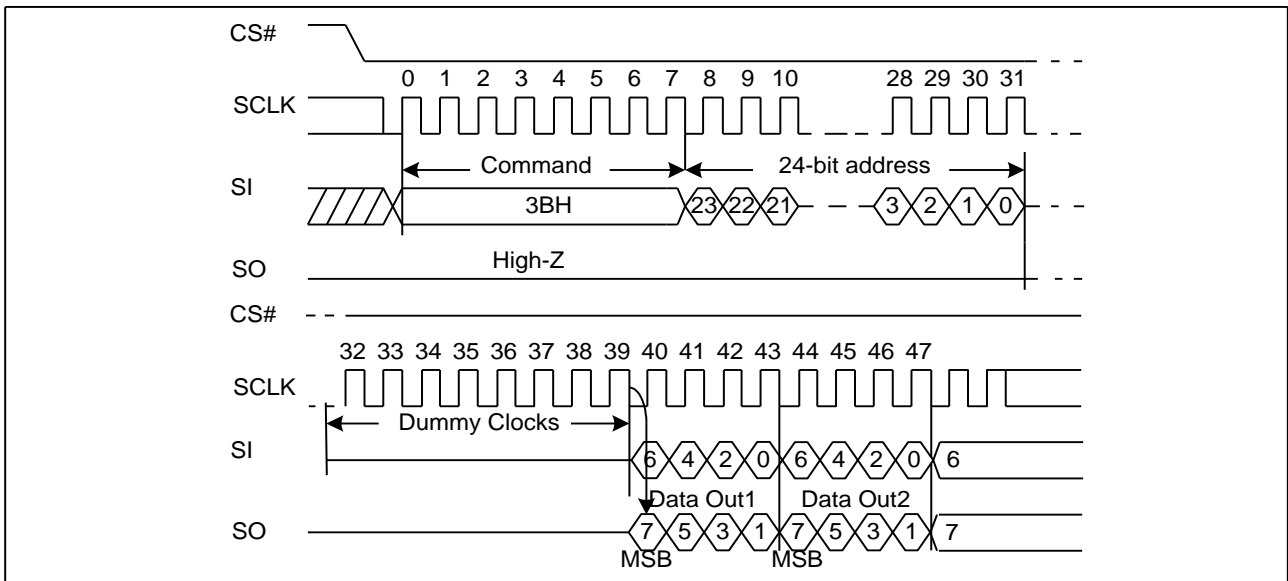 CS#
0 1 2 3 4 5 6 7 8 9 10 28 29 30 31
SCLK
Command 24-bit address
SI
3BH 23 22 21 3 2 1 0
High-Z
SO
CS#
32 33 34 35 36 37 38 39 40 41 42 43 44 45 46 47
SCLK
Dummy Clocks
SI
6 4 2 0 6 4 2 0 6
Data Out1 Data Out2
SO
7 5 3 1 7 5 3 1 7
MSB MSB